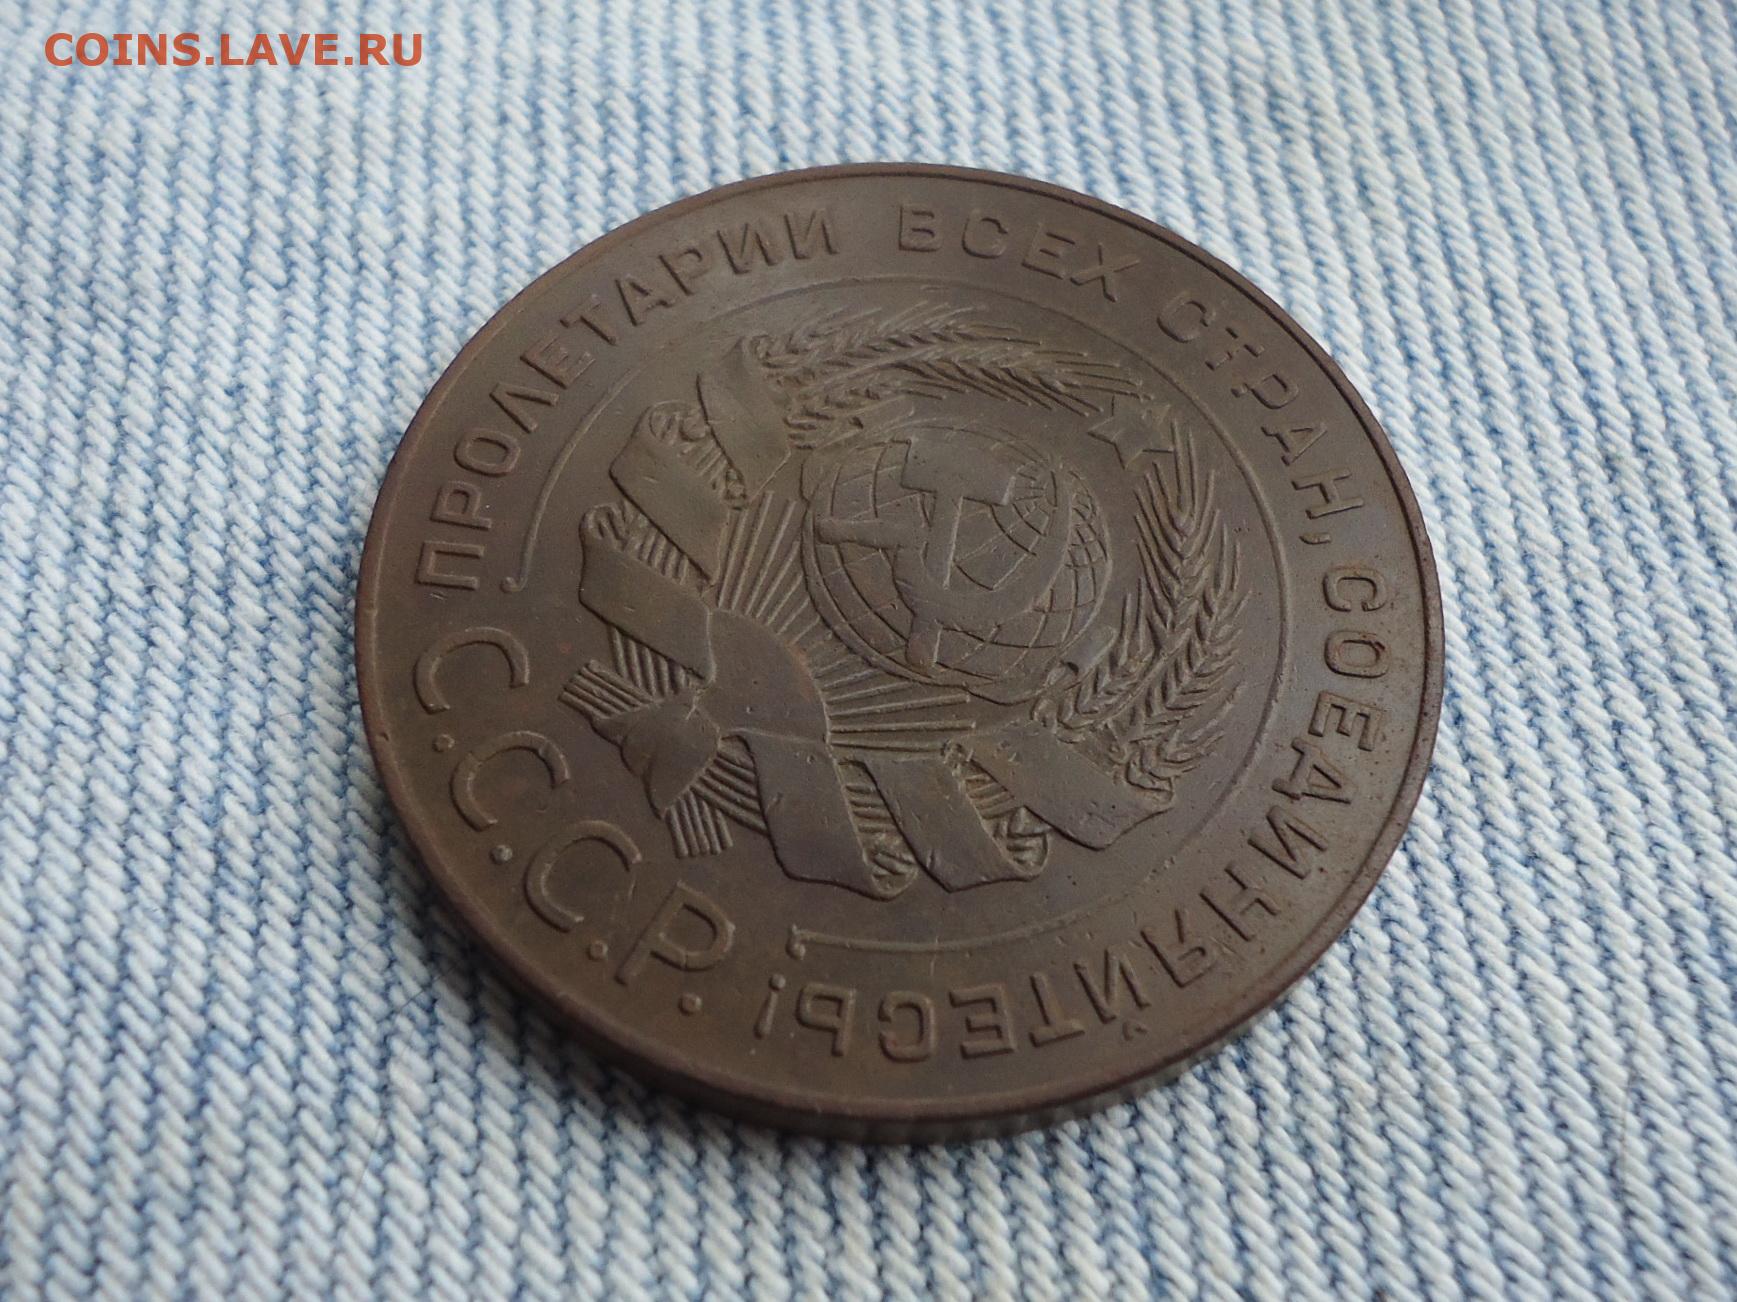 COINS.LAVE.RU
ПРОЛЕТАРИИ ВСЕХ СТРАН, СОЕДИНЯЙТЕСЬ!
С.С.С.Р.